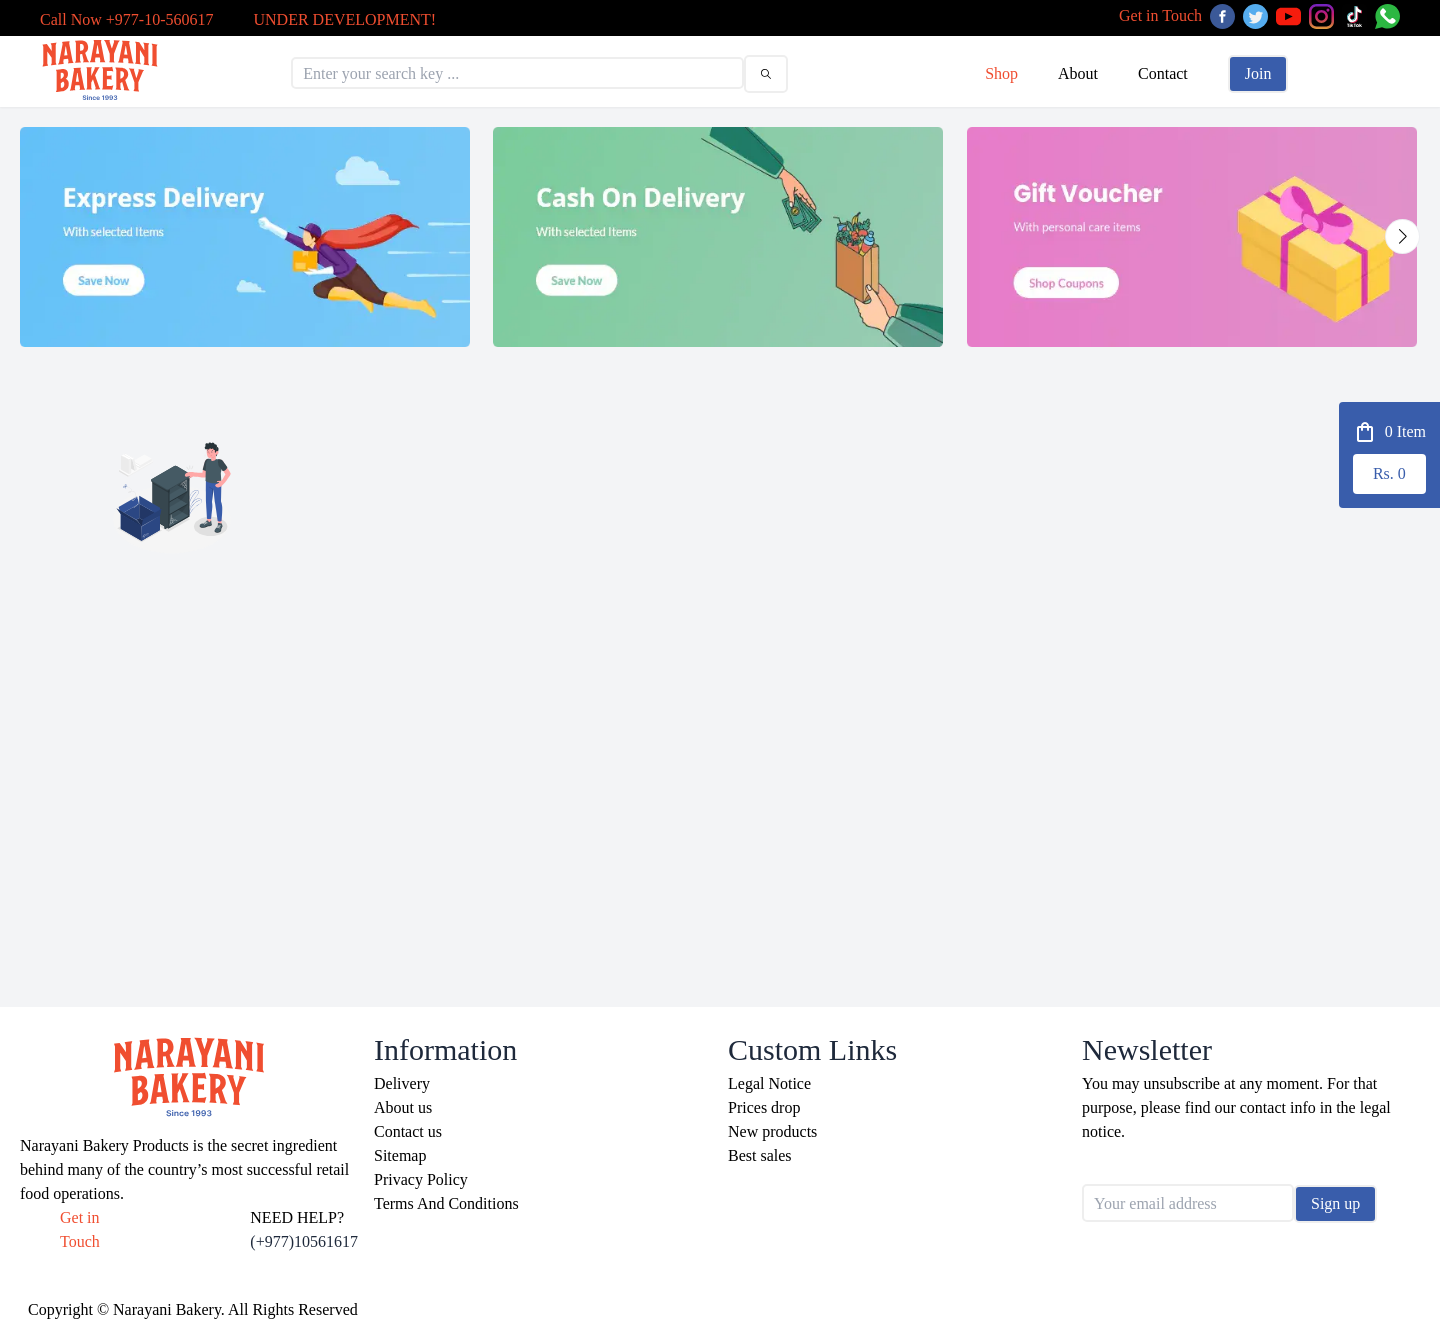 Call Now +977-10-560617 UNDER DEVELOPMENT! Get in Touch
TikTok
NARAYANI
BAKERY
Since 1993
Enter your search key ...
Shop About Contact Join
Express Delivery
With selected Items
Save Now
Cash On Delivery
With selected Items
Save Now
Gift Voucher
With personal care items
Shop Coupons
0 Item
Rs. 0
NARAYANI
BAKERY
Since 1993
Narayani Bakery Products is the secret ingredient
behind many of the country’s most successful retail
food operations.
Get in
Touch
NEED HELP?
(+977)10561617
Information
Delivery
About us
Contact us
Sitemap
Privacy Policy
Terms And Conditions
Custom Links
Legal Notice
Prices drop
New products
Best sales
Newsletter
You may unsubscribe at any moment. For that
purpose, please find our contact info in the legal
notice.
Your email address Sign up
Copyright © Narayani Bakery. All Rights Reserved